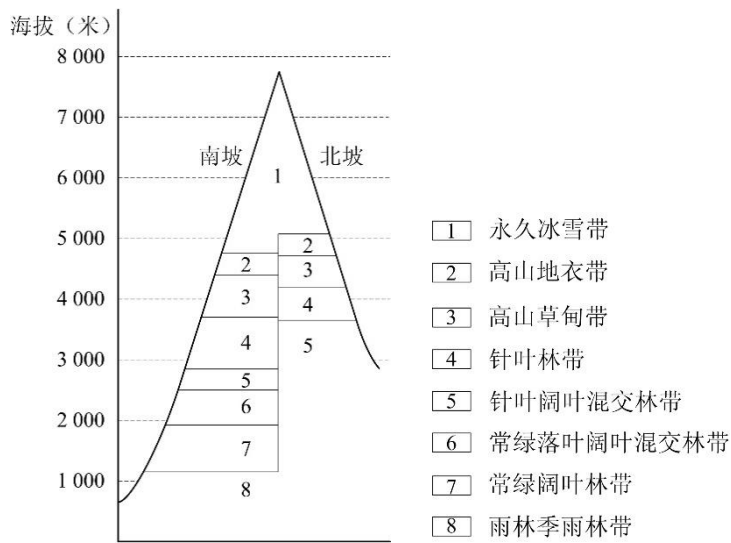 海拔（米）
8 000
7 000
6 000
5 000
4 000
3 000
2 000
1 000
南坡
北坡
1
2
3
4
5
6
7
8
2
3
4
5
1 永久冰雪带
2 高山地衣带
3 高山草甸带
4 针叶林带
5 针叶阔叶混交林带
6 常绿落叶阔叶混交林带
7 常绿阔叶林带
8 雨林季雨林带